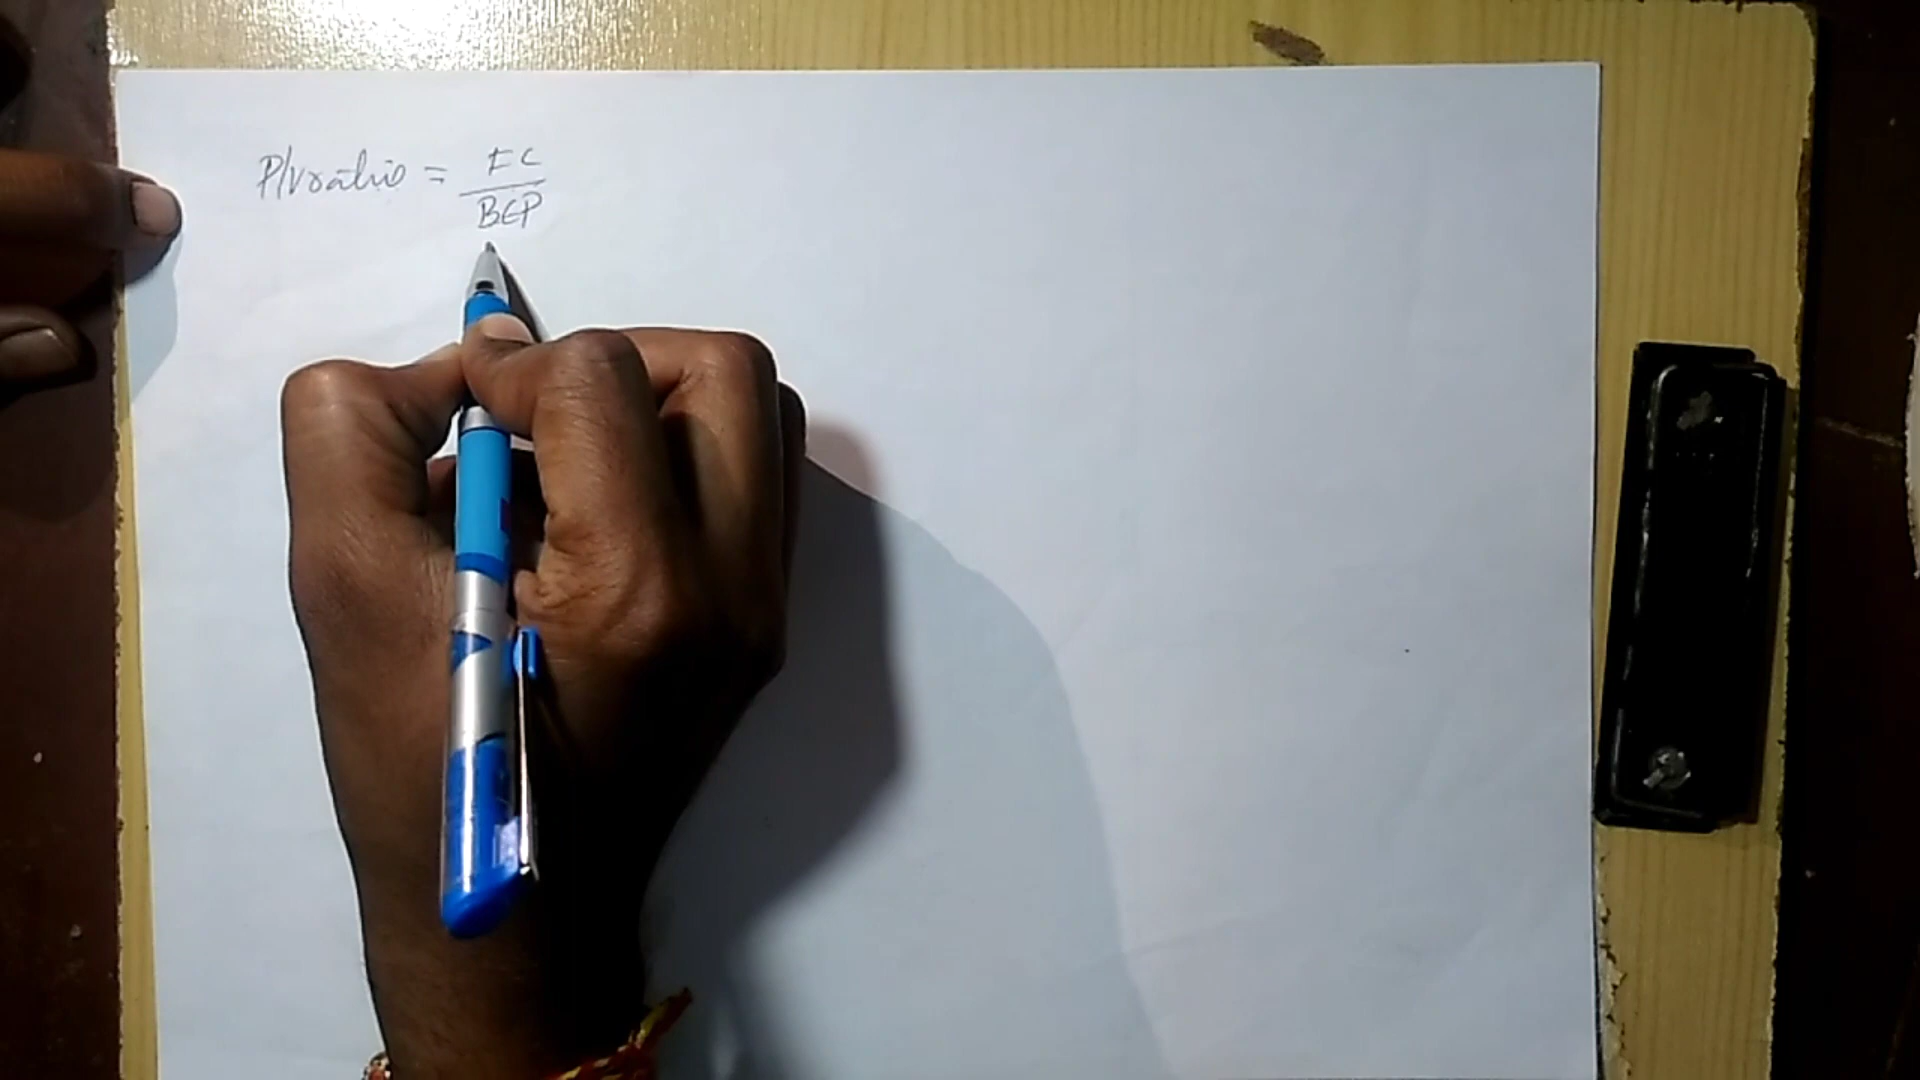 P/v ratio = FC
BEP